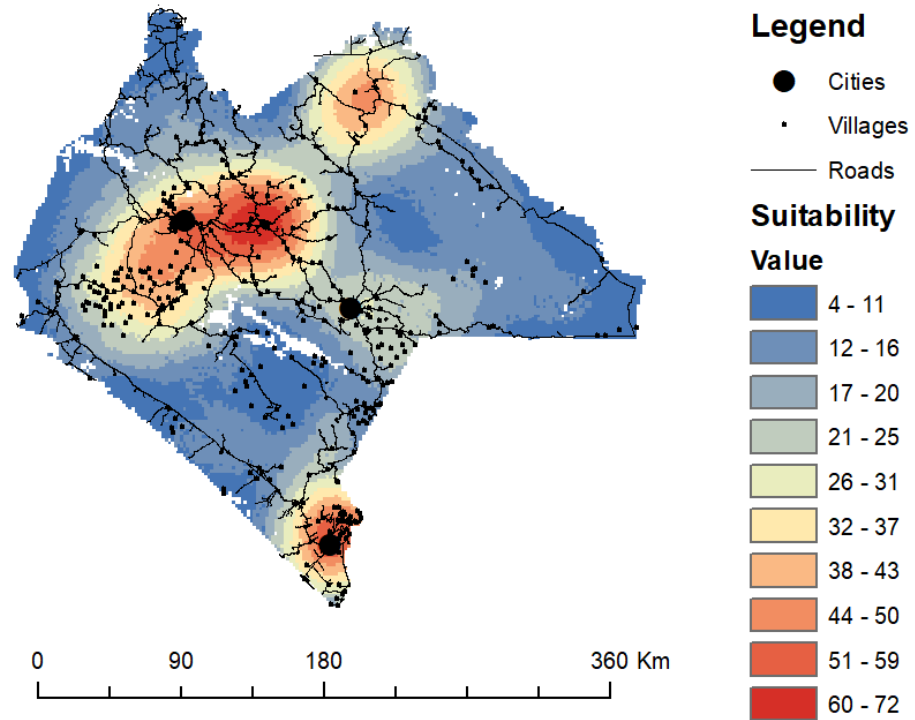 Legend
Cities
Villages
Roads
Suitability
Value
4 - 11
12 - 16
17 - 20
21 - 25
26 - 31
32 - 37
38 - 43
44 - 50
51 - 59
60 - 72
0 90 180 360 Km